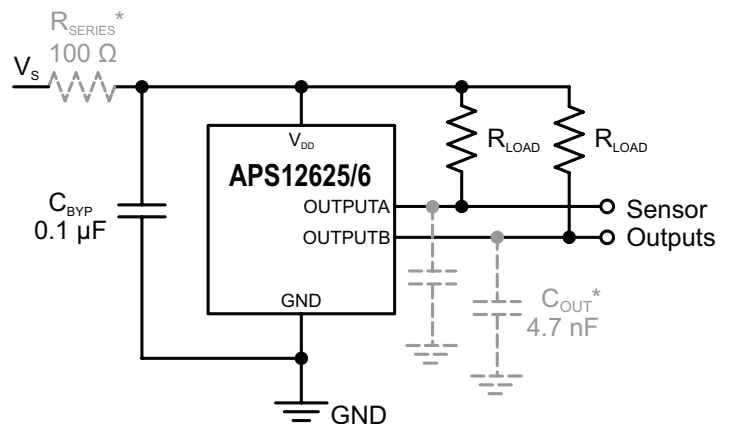 R_SERIES*
100 Ω
V_S
V_DD
APS12625/6
R_LOAD
R_LOAD
C_BYP
0.1 µF
OUTPUTA
OUTPUTB
Sensor
Outputs
GND
C_OUT*
4.7 nF
GND